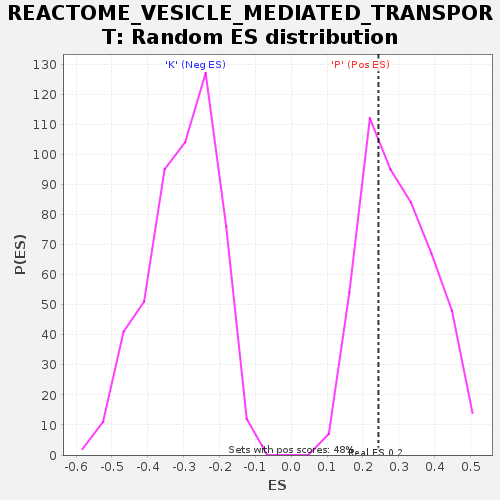 REACTOME_VESICLE_MEDIATED_TRANSPOR
T: Random ES distribution
'K' (Neg ES) 'P' (Pos ES)
130
120
110
100
90
80
70
60
50
40
30
20
10
0
P(ES)
Sets with pos scores: 48%
Real ES 0.2
-0.6 -0.5 -0.4 -0.3 -0.2 -0.1 0.0 0.1 0.2 0.3 0.4 0.5
ES